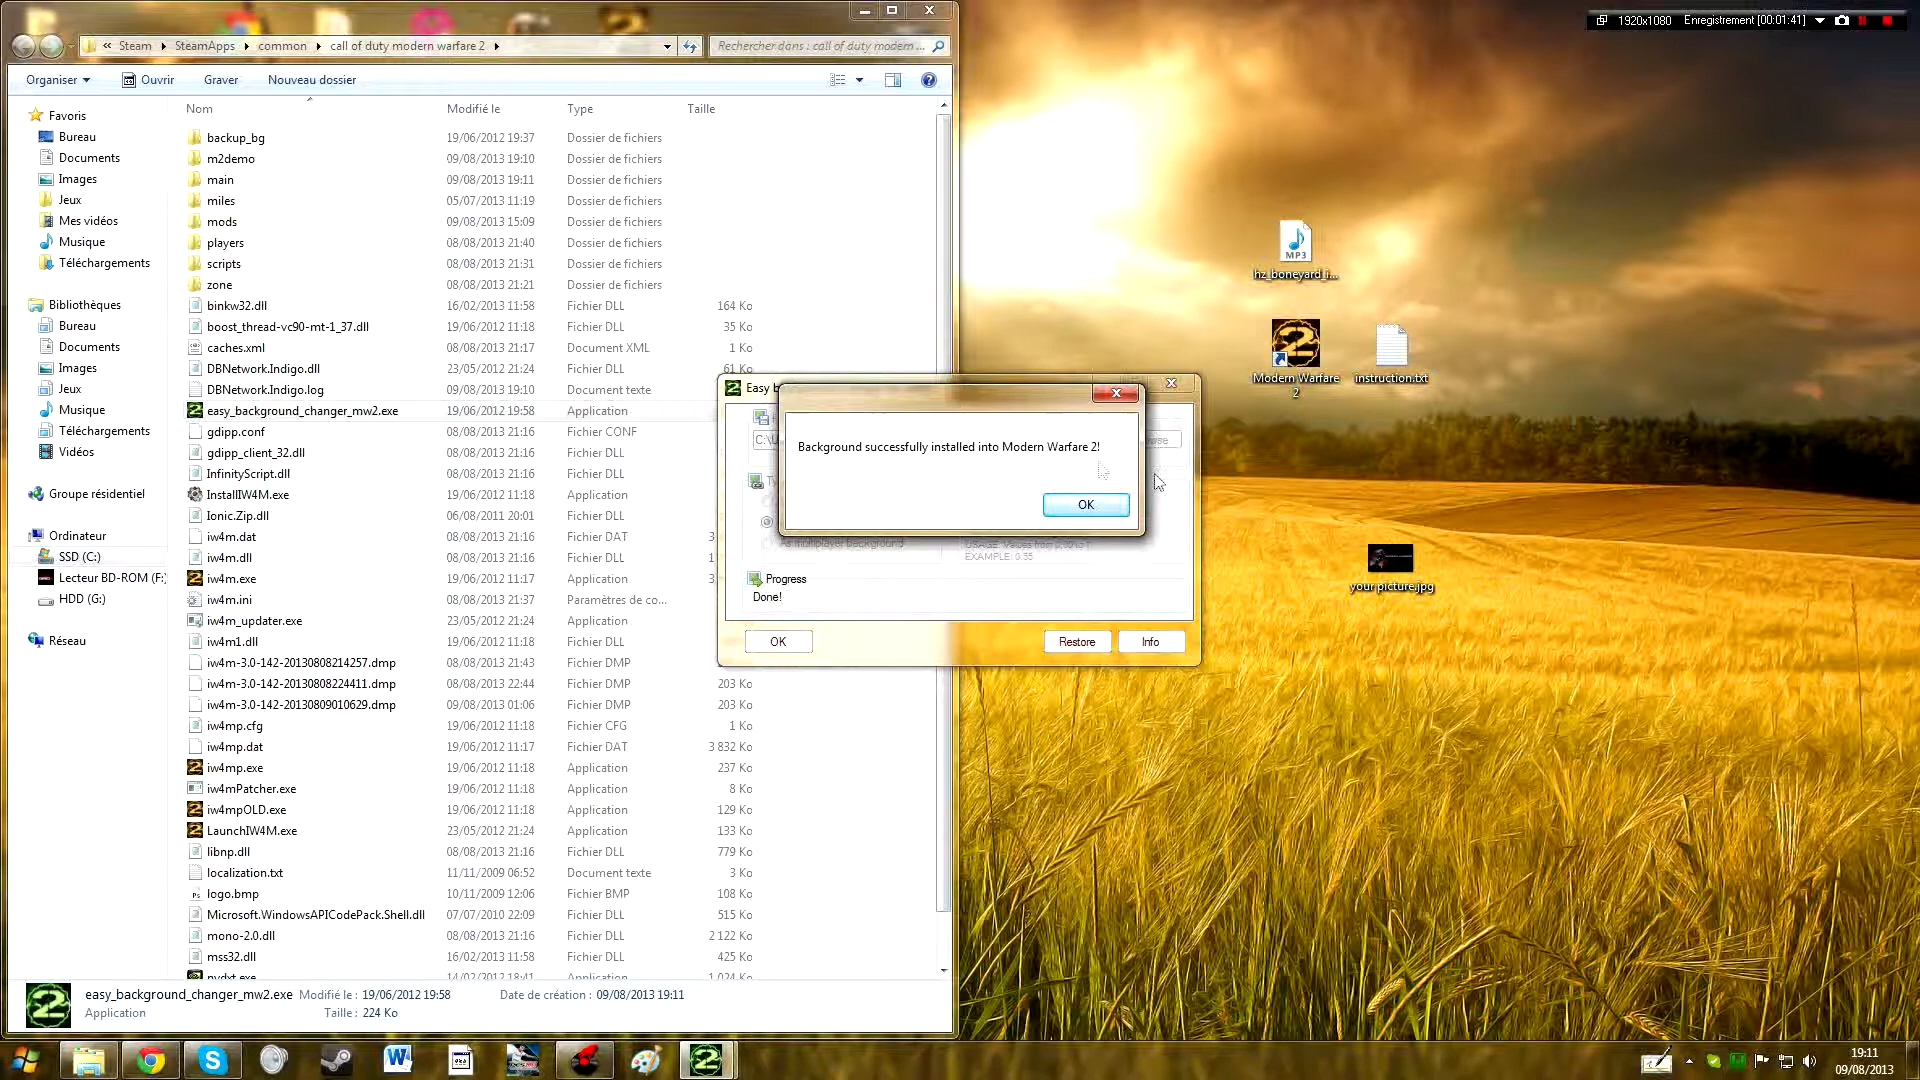 1920x1080 Enregistrement [00:01:41]
« Steam SteamApps common call of duty modern warfare 2
Rechercher dans : call of duty modern ...
Organiser Ouvrir Graver Nouveau dossier
Nom Modifié le Type Taille
Favoris
Bureau
Documents
Images
Jeux
Mes vidéos
Musique
Téléchargements
Bibliothèques
Bureau
Documents
Images
Jeux
Musique
Téléchargements
Vidéos
Groupe résidentiel
Ordinateur
SSD (C:)
Lecteur BD-ROM (F:)
HDD (G:)
Réseau
backup_bg 19/06/2012 19:37 Dossier de fichiers
m2demo 09/08/2013 19:10 Dossier de fichiers
main 09/08/2013 19:11 Dossier de fichiers
miles 05/07/2013 11:19 Dossier de fichiers
mods 09/08/2013 15:09 Dossier de fichiers
players 08/08/2013 21:40 Dossier de fichiers
scripts 08/08/2013 21:31 Dossier de fichiers
zone 08/08/2013 21:21 Dossier de fichiers
binkw32.dll 16/02/2013 11:58 Fichier DLL 164 Ko
boost_thread-vc90-mt-1_37.dll 19/06/2012 11:18 Fichier DLL 35 Ko
caches.xml 08/08/2013 21:17 Document XML 1 Ko
DBNetwork.Indigo.dll 23/05/2012 21:24 Fichier DLL 61 Ko
DBNetwork.Indigo.log 09/08/2013 19:10 Document texte
easy_background_changer_mw2.exe 19/06/2012 19:58 Application
gdipp.conf 08/08/2013 21:16 Fichier CONF
gdipp_client_32.dll 08/08/2013 21:16 Fichier DLL
InfinityScript.dll 08/08/2013 21:16 Fichier DLL
InstallIW4M.exe 19/06/2012 11:18 Application
Ionic.Zip.dll 06/08/2011 20:01 Fichier DLL
iw4m.dat 08/08/2013 21:16 Fichier DAT 3
iw4m.dll 08/08/2013 21:16 Fichier DLL 1
iw4m.exe 19/06/2012 11:17 Application 3
iw4m.ini 08/08/2013 21:37 Paramètres de co...
iw4m_updater.exe 23/05/2012 21:24 Application
iw4m1.dll 19/06/2012 11:18 Fichier DLL
iw4m-3.0-142-20130808214257.dmp 08/08/2013 21:43 Fichier DMP
iw4m-3.0-142-20130808224411.dmp 08/08/2013 22:44 Fichier DMP 203 Ko
iw4m-3.0-142-20130809010629.dmp 09/08/2013 01:06 Fichier DMP 203 Ko
iw4mp.cfg 19/06/2012 11:18 Fichier CFG 1 Ko
iw4mp.dat 19/06/2012 11:17 Fichier DAT 3 832 Ko
iw4mp.exe 19/06/2012 11:18 Application 237 Ko
iw4mPatcher.exe 19/06/2012 11:18 Application 8 Ko
iw4mpOLD.exe 19/06/2012 11:18 Application 129 Ko
LaunchIW4M.exe 23/05/2012 21:24 Application 133 Ko
libnp.dll 08/08/2013 21:16 Fichier DLL 779 Ko
localization.txt 11/11/2009 06:52 Document texte 3 Ko
logo.bmp 10/11/2009 12:06 Fichier BMP 108 Ko
Microsoft.WindowsAPICodePack.Shell.dll 07/07/2010 22:09 Fichier DLL 515 Ko
mono-2.0.dll 08/08/2013 21:16 Fichier DLL 2 122 Ko
mss32.dll 16/02/2013 11:58 Fichier DLL 425 Ko
nvdxt.exe 14/02/2012 18:41 Application 1 024 Ko
easy_background_changer_mw2.exe Modifié le : 19/06/2012 19:58 Date de création : 09/08/2013 19:11
Application Taille : 224 Ko
Easy
Background successfully installed into Modern Warfare 2!
OK
As multiplayer background
EXAMPLE: 0.55
Progress
Done!
OK Restore Info
MP3
hz_boneyard_i...
Modern Warfare
2
instruction.txt
your picture.jpg
19:11
09/08/2013